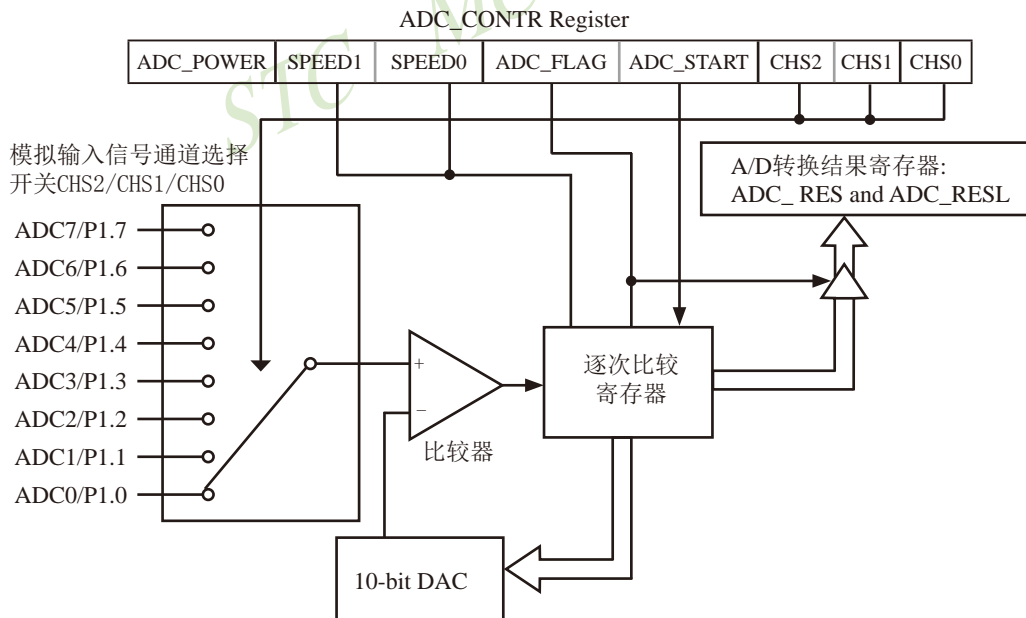 ADC_CONTR Register
STC MC
ADC_POWER SPEED1 SPEED0 ADC_FLAG ADC_START CHS2 CHS1 CHS0
模拟输入信号通道选择
开关CHS2/CHS1/CHS0
A/D转换结果寄存器:
ADC_ RES and ADC_RESL
ADC7/P1.7
ADC6/P1.6
ADC5/P1.5
ADC4/P1.4
ADC3/P1.3
ADC2/P1.2
ADC1/P1.1
ADC0/P1.0
+
−
比较器
逐次比较
寄存器
10-bit DAC